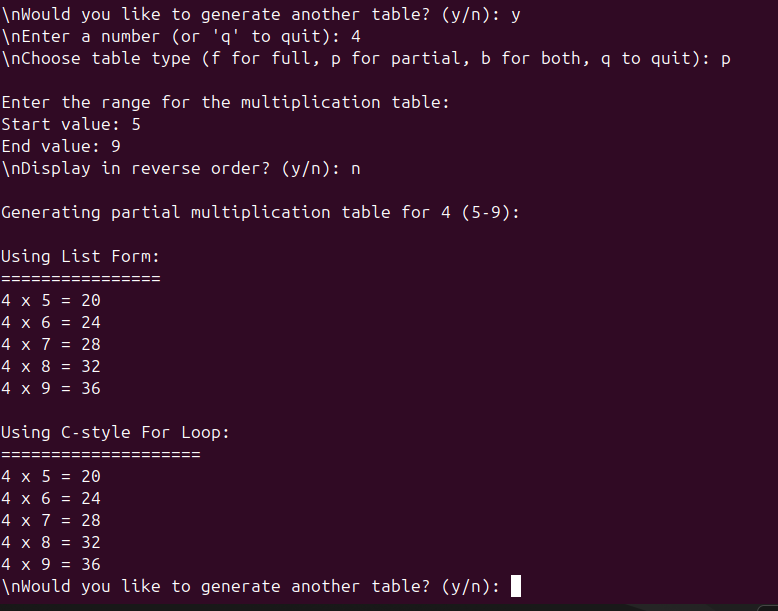 \nWould you like to generate another table? (y/n): y
\nEnter a number (or 'q' to quit): 4
\nChoose table type (f for full, p for partial, b for both, q to quit): p
Enter the range for the multiplication table:
Start value: 5
End value: 9
\nDisplay in reverse order? (y/n): n
Generating partial multiplication table for 4 (5-9):
Using List Form:
================
4 x 5 = 20
4 x 6 = 24
4 x 7 = 28
4 x 8 = 32
4 x 9 = 36
Using C-style For Loop:
====================
4 x 5 = 20
4 x 6 = 24
4 x 7 = 28
4 x 8 = 32
4 x 9 = 36
\nWould you like to generate another table? (y/n):